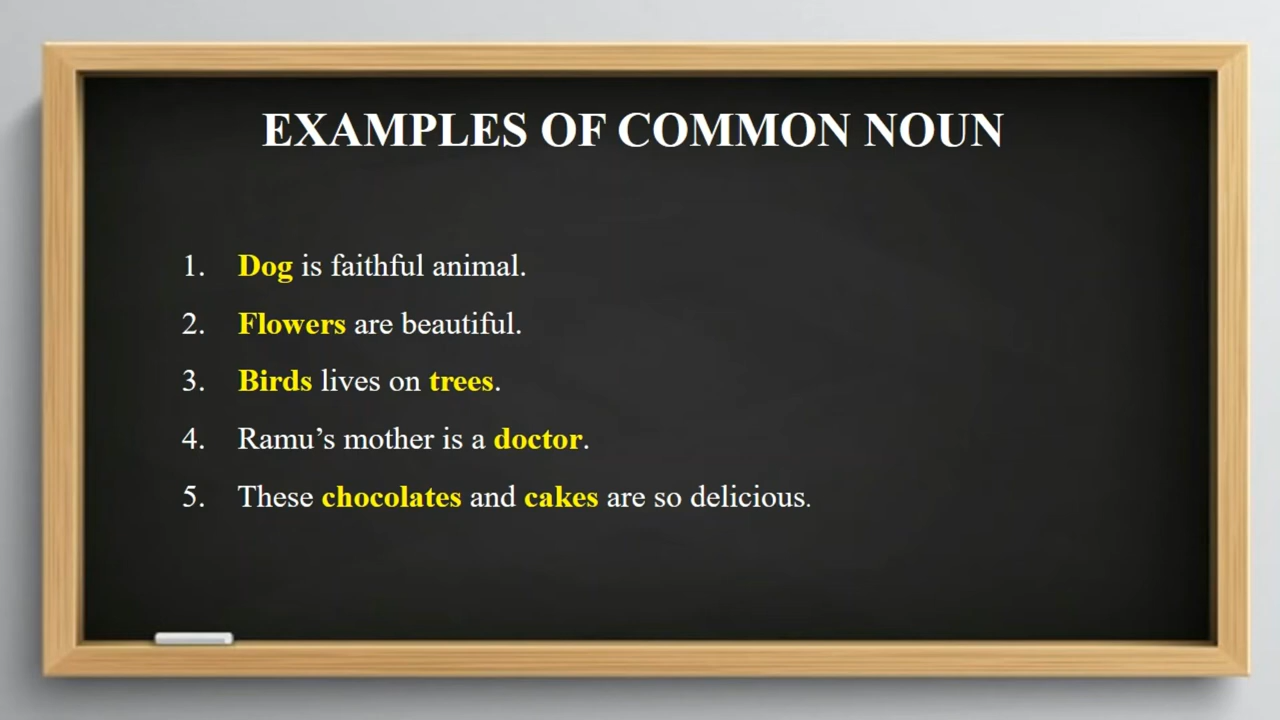 EXAMPLES OF COMMON NOUN
1. Dog is faithful animal.
2. Flowers are beautiful.
3. Birds lives on trees.
4. Ramu’s mother is a doctor.
5. These chocolates and cakes are so delicious.